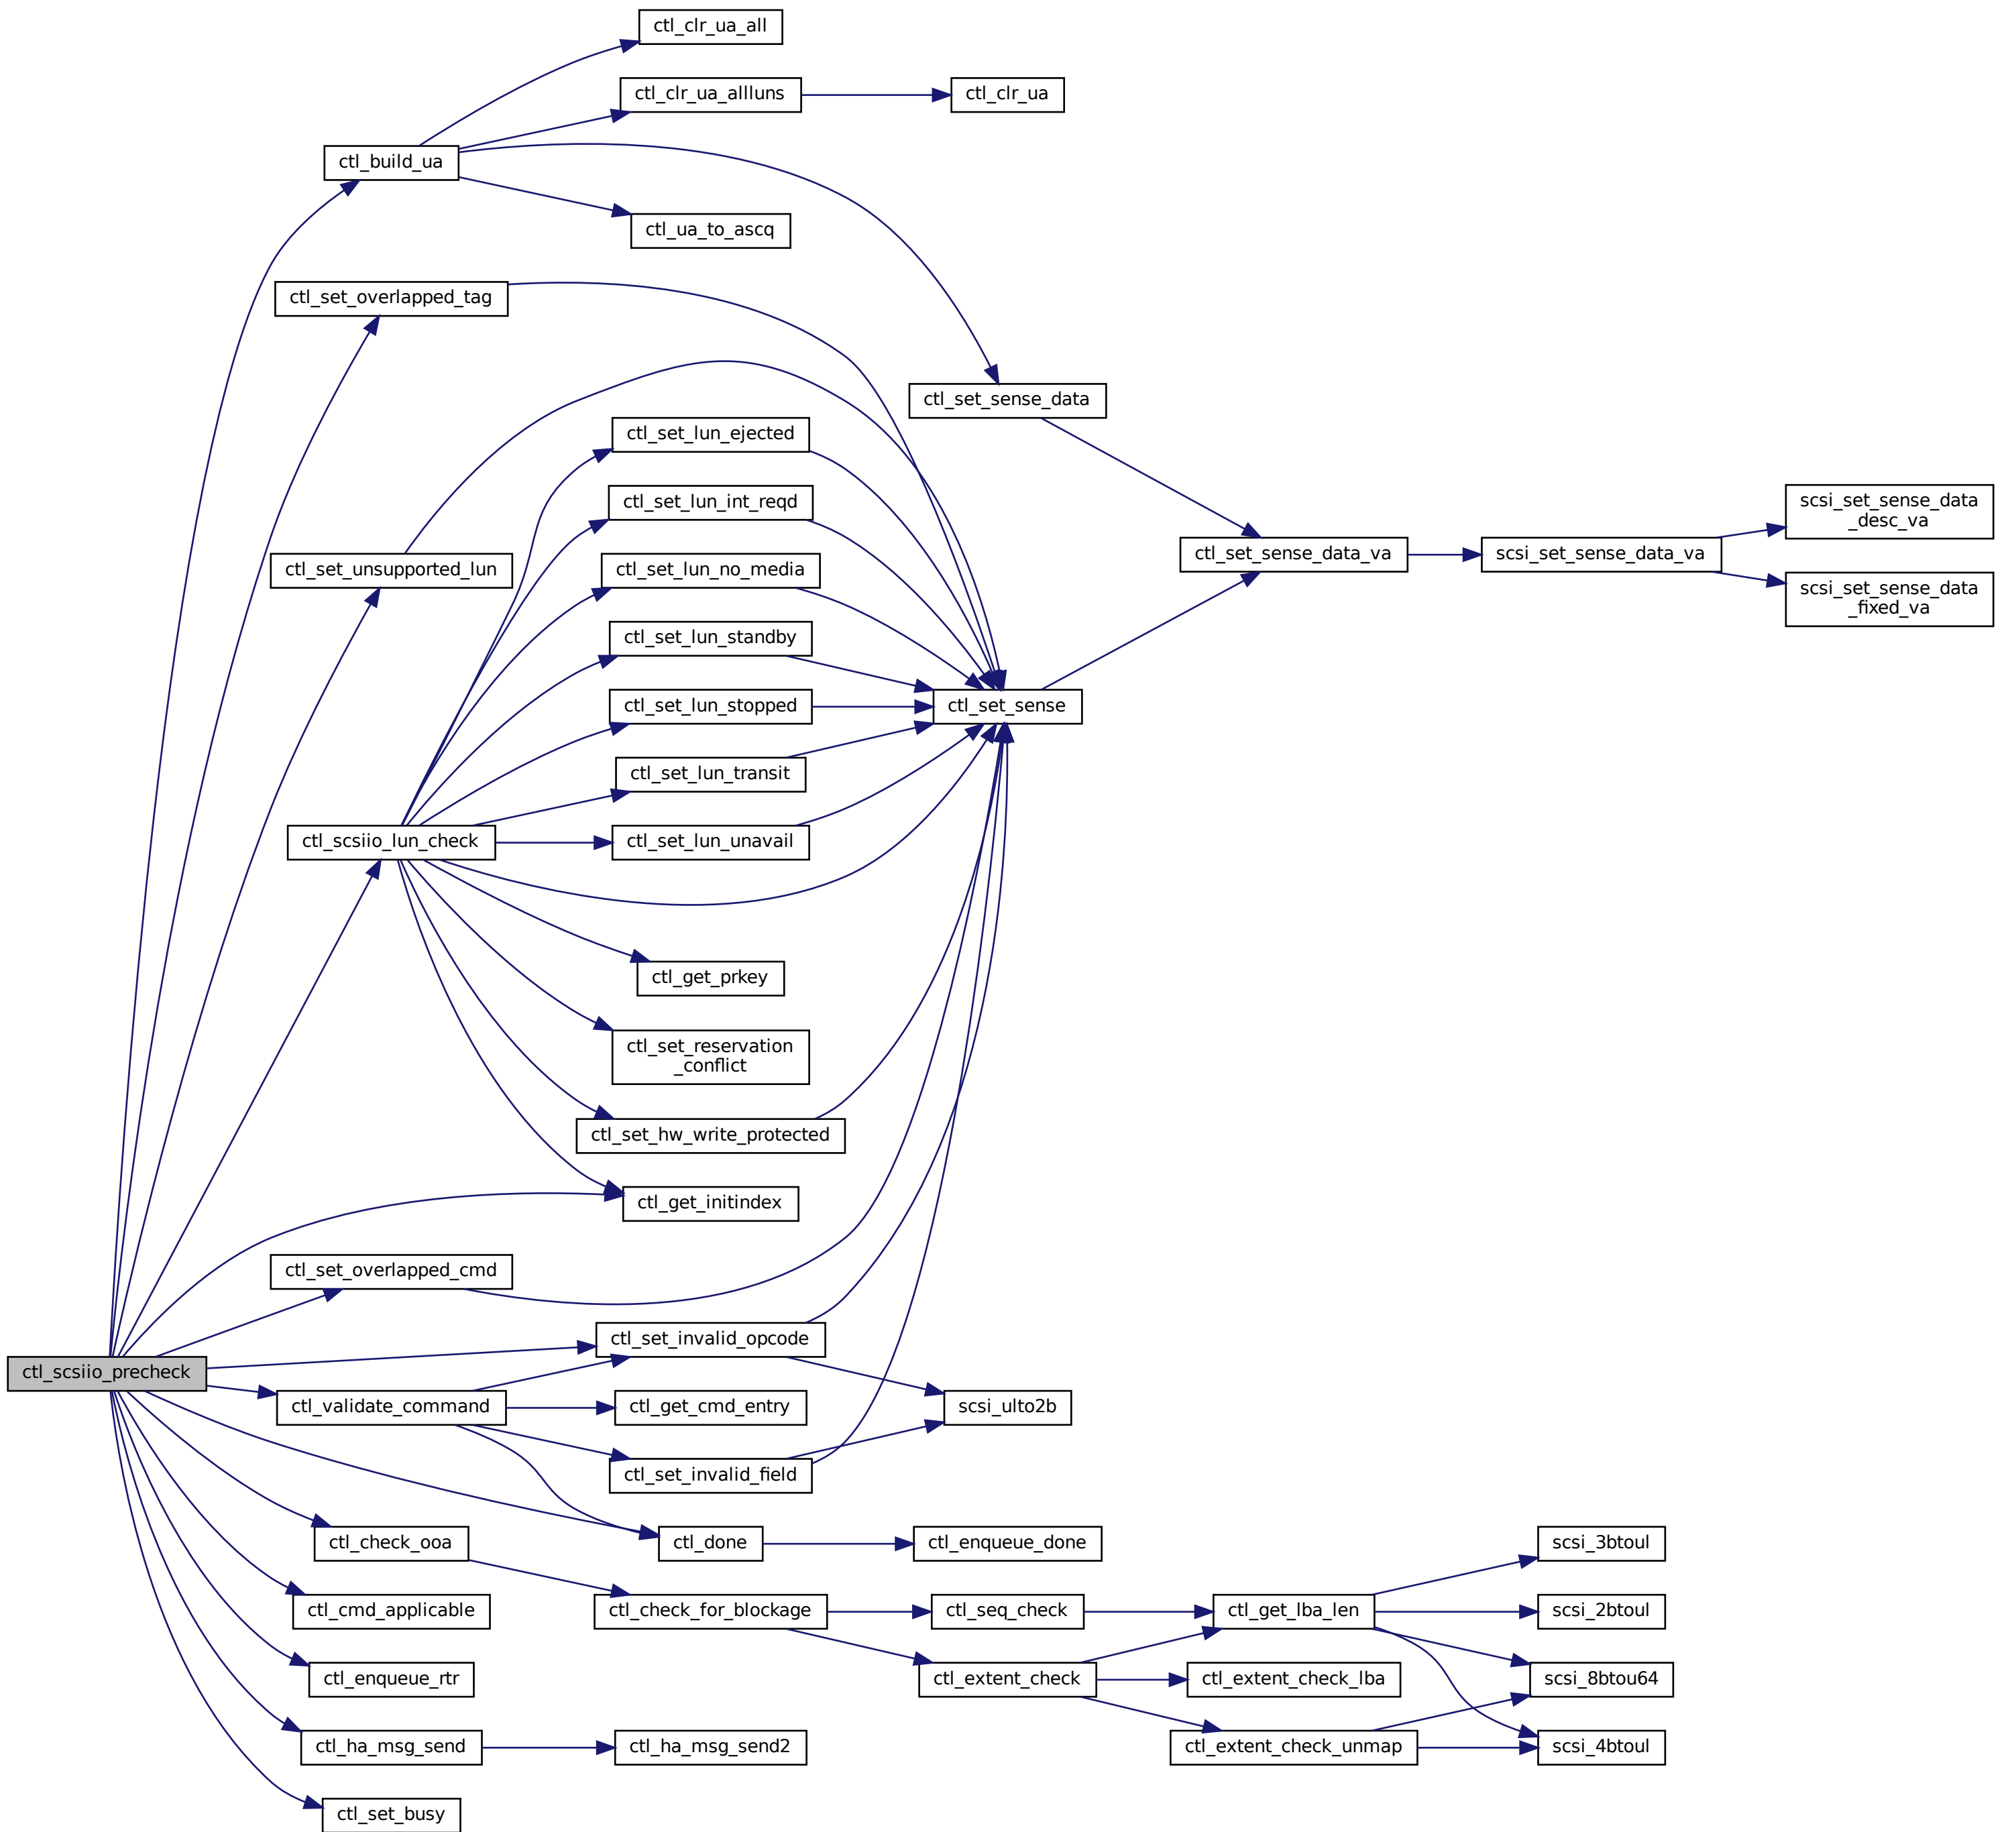 ctl_clr_ua_all
ctl_clr_ua_allluns
ctl_clr_ua
ctl_build_ua
ctl_ua_to_ascq
ctl_set_overlapped_tag
ctl_set_sense_data
ctl_set_lun_ejected
ctl_set_lun_int_reqd
scsi_set_sense_data
_desc_va
ctl_set_sense_data_va
scsi_set_sense_data_va
ctl_set_unsupported_lun
ctl_set_lun_no_media
scsi_set_sense_data
_fixed_va
ctl_set_lun_standby
ctl_set_lun_stopped
ctl_set_sense
ctl_set_lun_transit
ctl_scsiio_lun_check
ctl_set_lun_unavail
ctl_get_prkey
ctl_set_reservation
_conflict
ctl_set_hw_write_protected
ctl_get_initindex
ctl_set_overlapped_cmd
ctl_set_invalid_opcode
ctl_scsiio_precheck
ctl_validate_command
ctl_get_cmd_entry
scsi_ulto2b
ctl_set_invalid_field
ctl_check_ooa
ctl_done
ctl_enqueue_done
scsi_3btoul
ctl_cmd_applicable
ctl_check_for_blockage
ctl_seq_check
ctl_get_lba_len
scsi_2btoul
ctl_enqueue_rtr
ctl_extent_check
ctl_extent_check_lba
scsi_8btou64
ctl_ha_msg_send
ctl_ha_msg_send2
ctl_extent_check_unmap
scsi_4btoul
ctl_set_busy